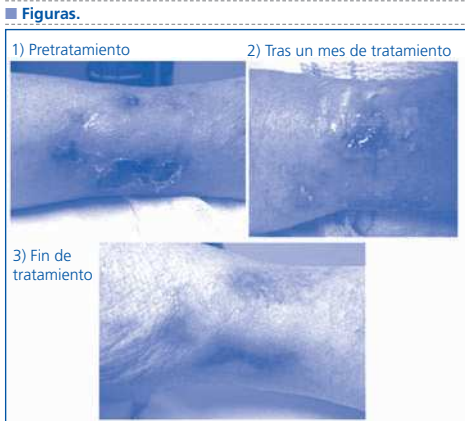 Figuras.
1) Pretratamiento
2) Tras un mes de tratamiento
3) Fin de
tratamiento